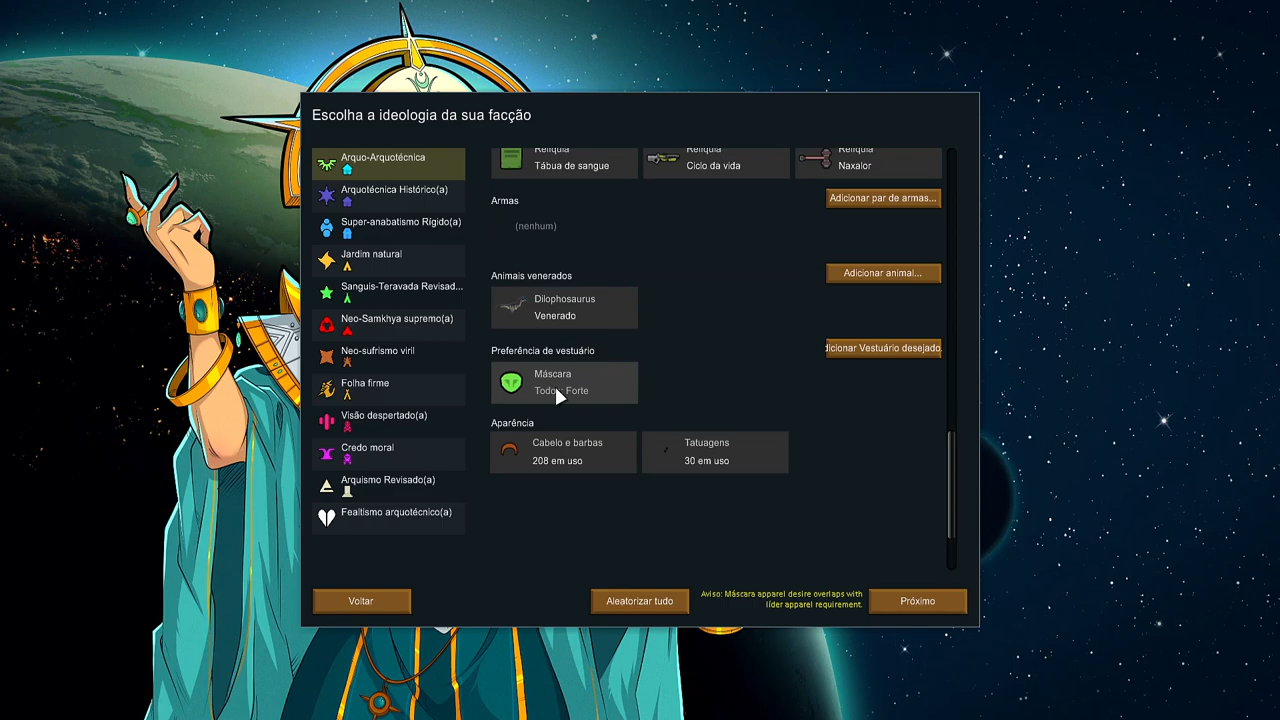 Escolha a ideologia da sua facção
Arquo-Arquotécnica
Arquotécnica Histórico(a)
Super-anabatismo Rígido(a)
Jardim natural
Sanguis-Teravada Revisad...
Neo-Samkhya supremo(a)
Neo-sufrismo viril
Folha firme
Visão despertado(a)
Credo moral
Arquismo Revisado(a)
Fealtismo arquotécnico(a)
Relíquia
Tábua de sangue
Relíquia
Ciclo da vida
Relíquia
Naxalor
Armas
Adicionar par de armas...
(nenhum)
Animais venerados
Adicionar animal...
Dilophosaurus
Venerado
Preferência de vestuário
dicionar Vestuário desejado.
Máscara
Todos: Forte
Aparência
Cabelo e barbas
208 em uso
Tatuagens
30 em uso
Voltar
Aleatorizar tudo
Aviso: Máscara apparel desire overlaps with
líder apparel requirement.
Próximo